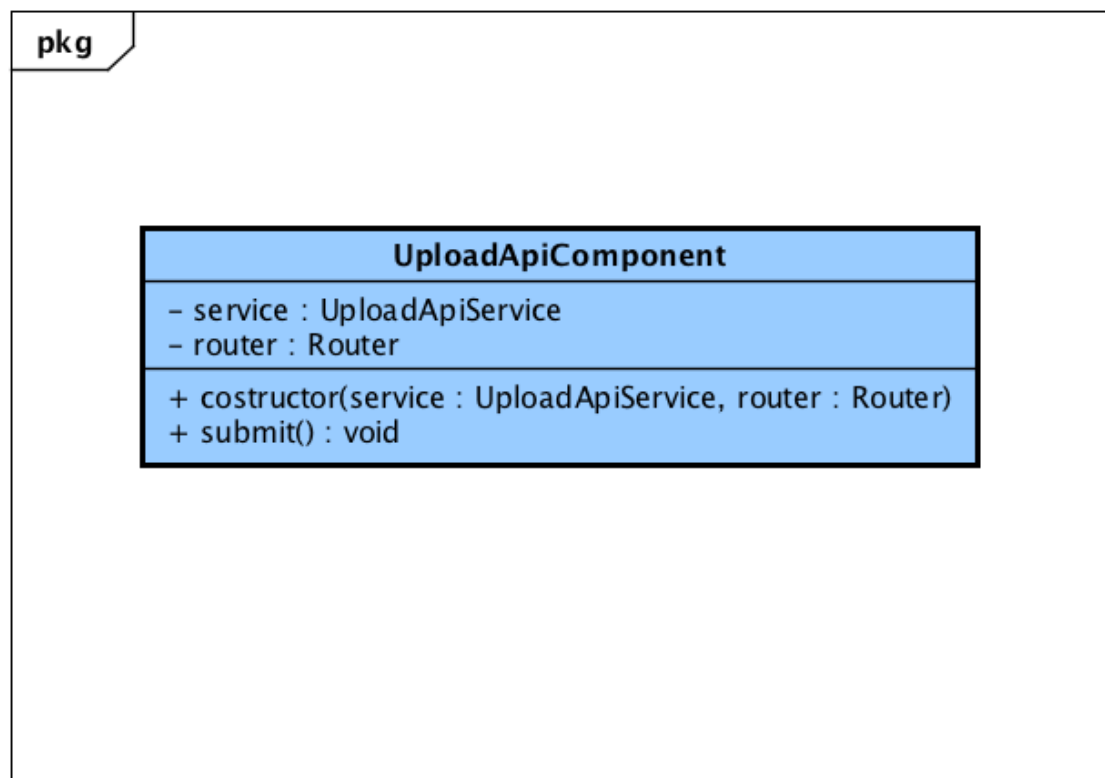 pkg
UploadApiComponent
– service : UploadApiService
– router : Router
+ costructor(service : UploadApiService, router : Router)
+ submit() : void